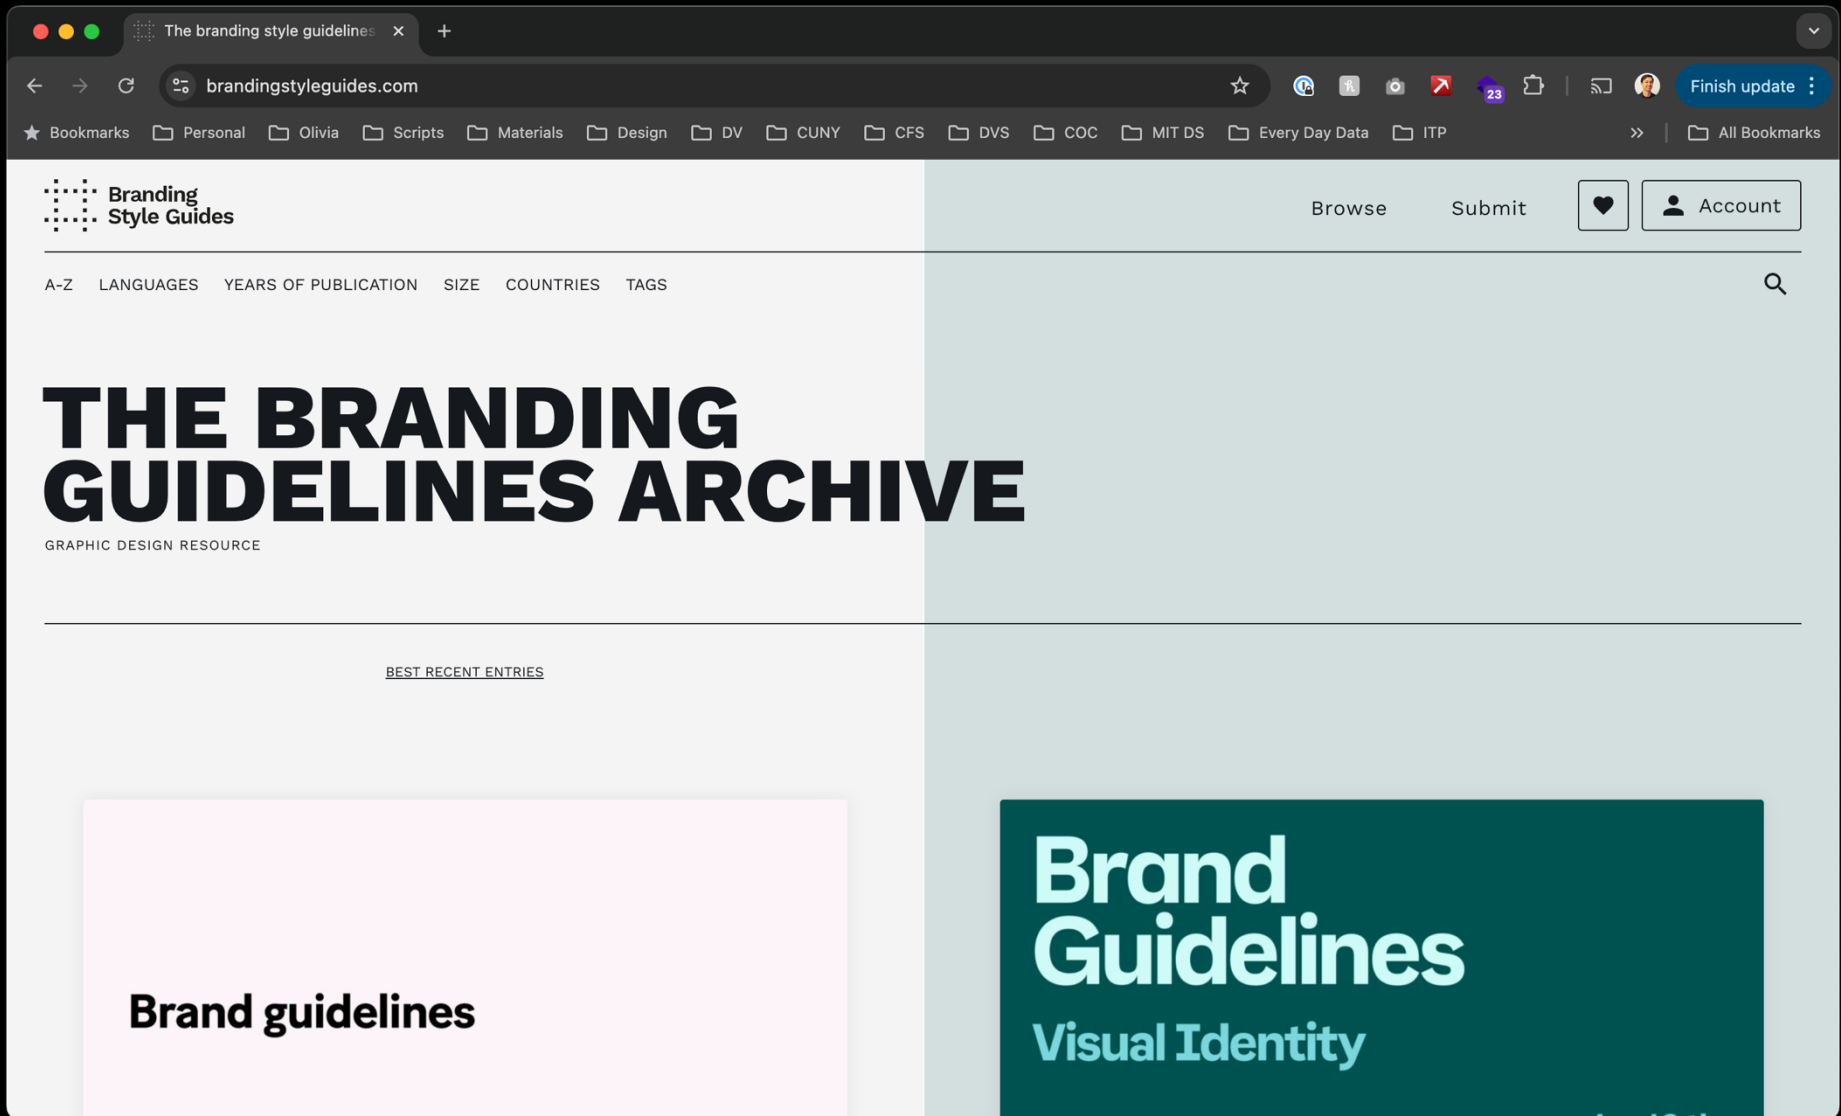 The branding style guidelines
brandingstyleguides.com
23
Finish update
Bookmarks Personal Olivia Scripts Materials Design DV CUNY CFS DVS COC MIT DS Every Day Data ITP » All Bookmarks
Branding
Style Guides
Browse Submit Account
A-Z LANGUAGES YEARS OF PUBLICATION SIZE COUNTRIES TAGS
THE BRANDING
GUIDELINES ARCHIVE
GRAPHIC DESIGN RESOURCE
BEST RECENT ENTRIES
Brand guidelines
Brand
Guidelines
Visual Identity